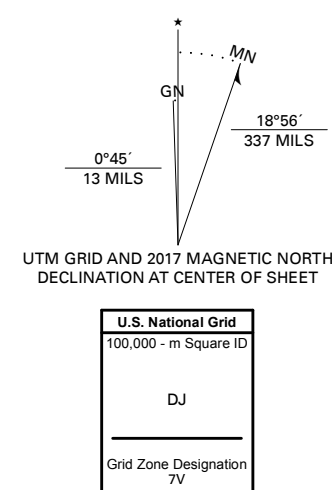 ★
MN
GN
18°56´
337 MILS
0°45´
13 MILS
UTM GRID AND 2017 MAGNETIC NORTH
DECLINATION AT CENTER OF SHEET
U.S. National Grid
100,000 - m Square ID
DJ
Grid Zone Designation
7V